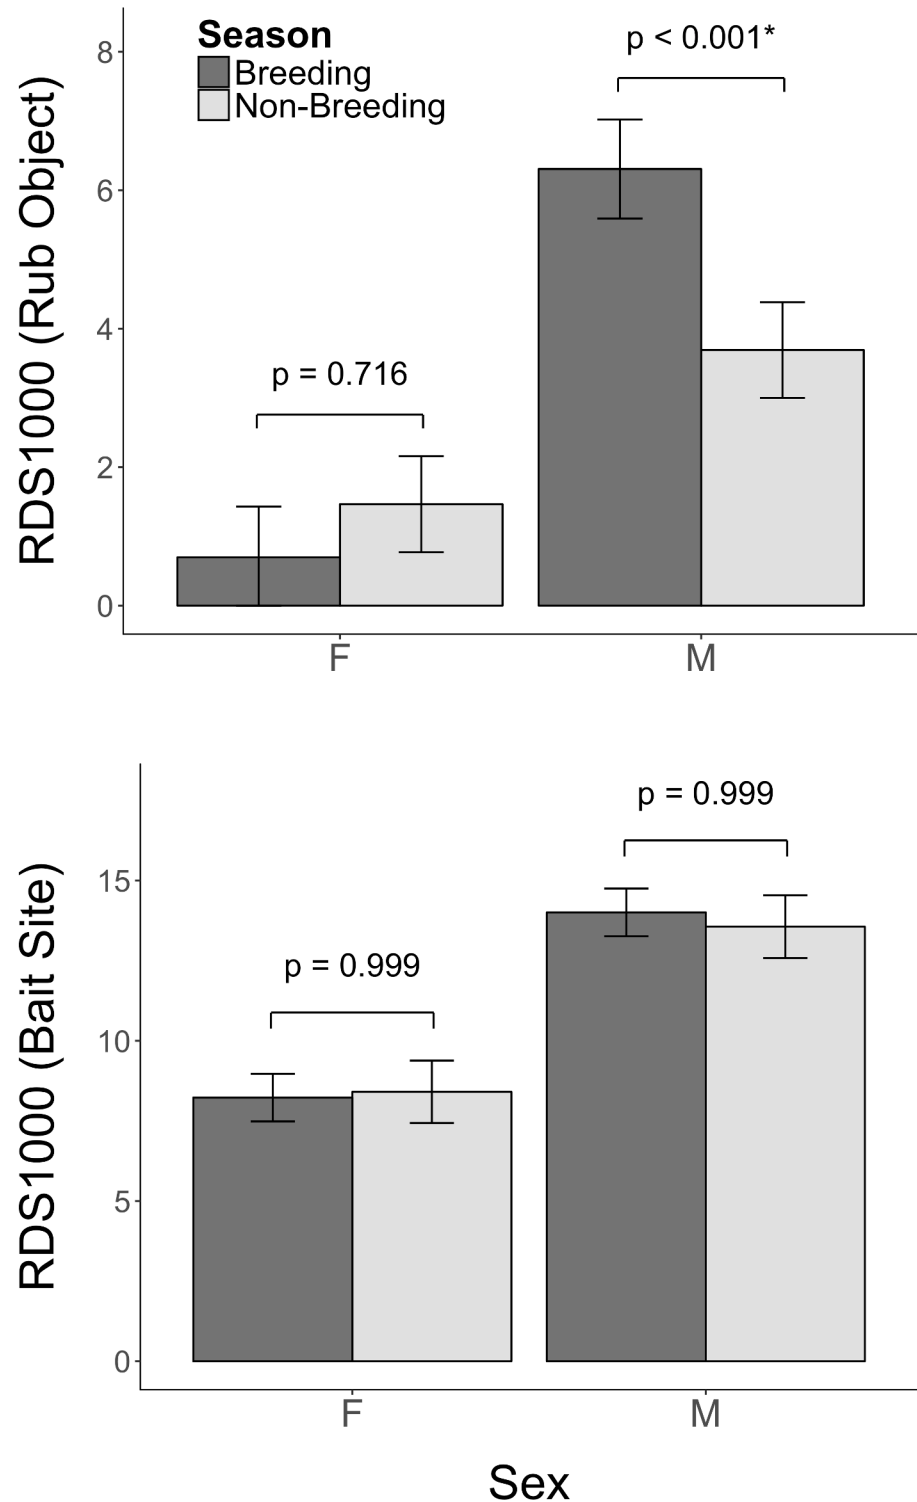 Season
Breeding
Non-Breeding
p < 0.001*
p = 0.716
RDS1000 (Rub Object)
8
6
4
2
0
F M
p = 0.999
p = 0.999
RDS1000 (Bait Site)
15
10
5
0
F M
Sex